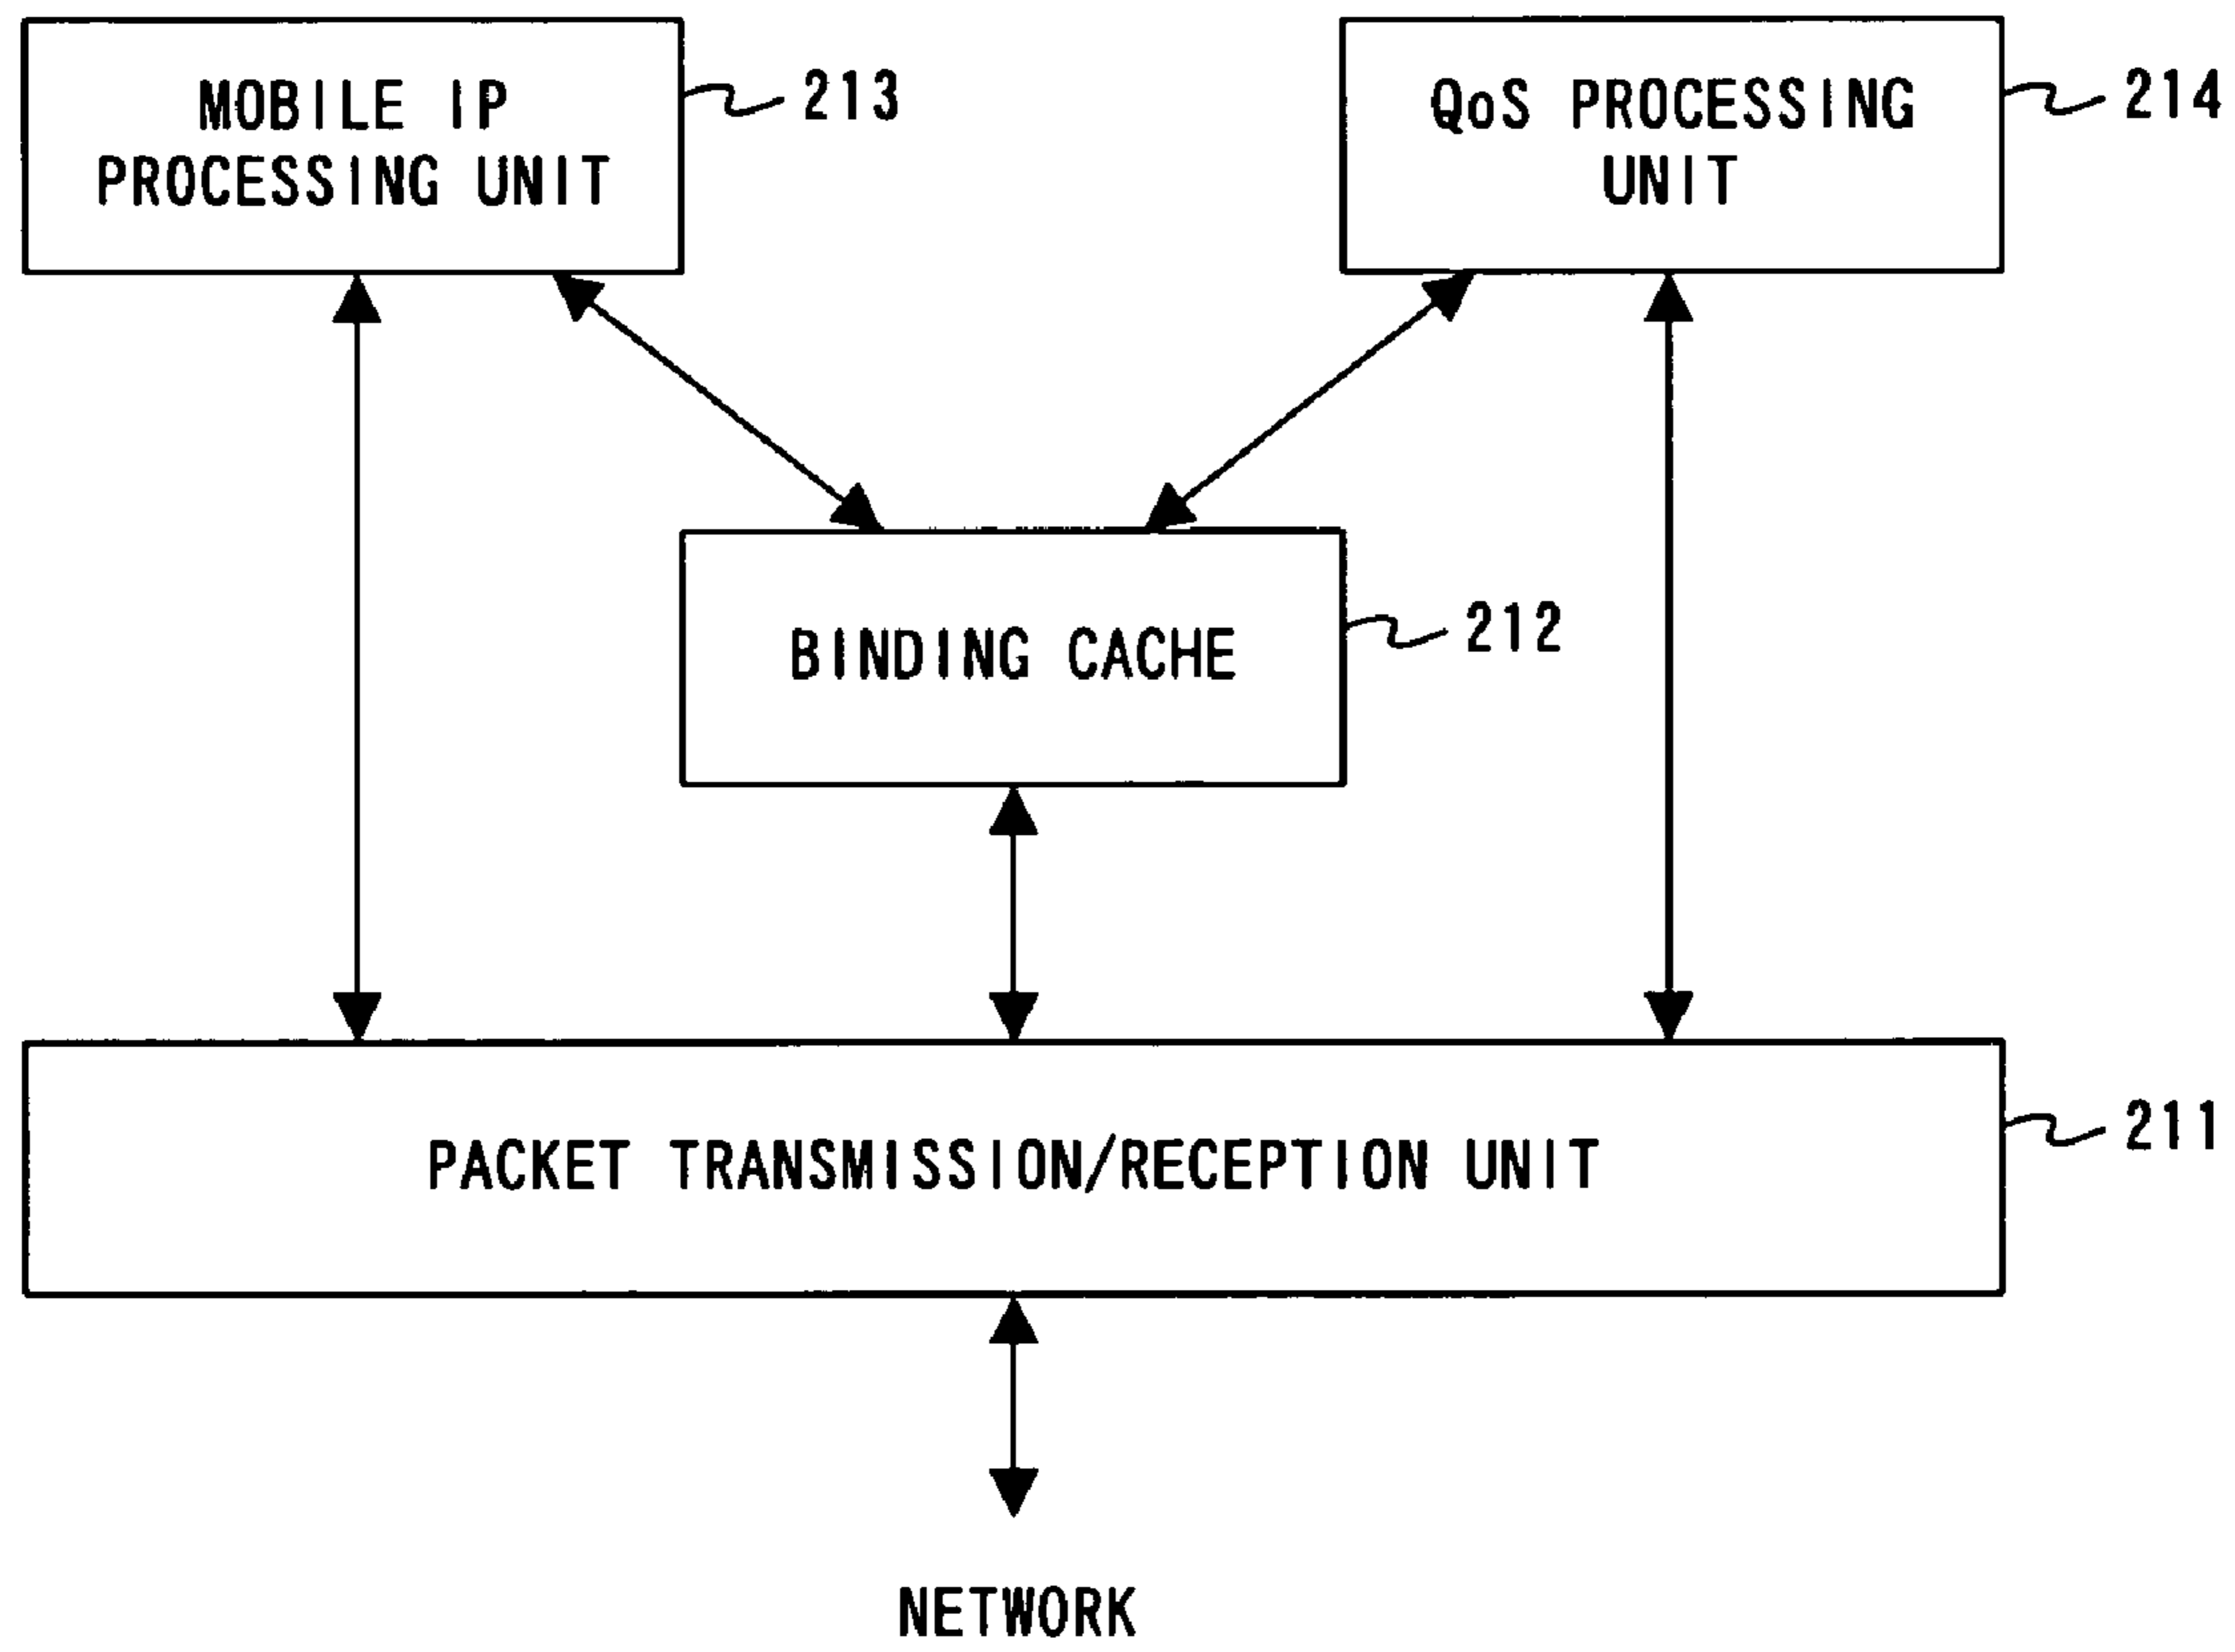 MOBILE IP
PROCESSING UNIT
213
QoS PROCESSING
UNIT
214
BINDING CACHE
212
PACKET TRANSMISSION/RECEPTION UNIT
211
NETWORK